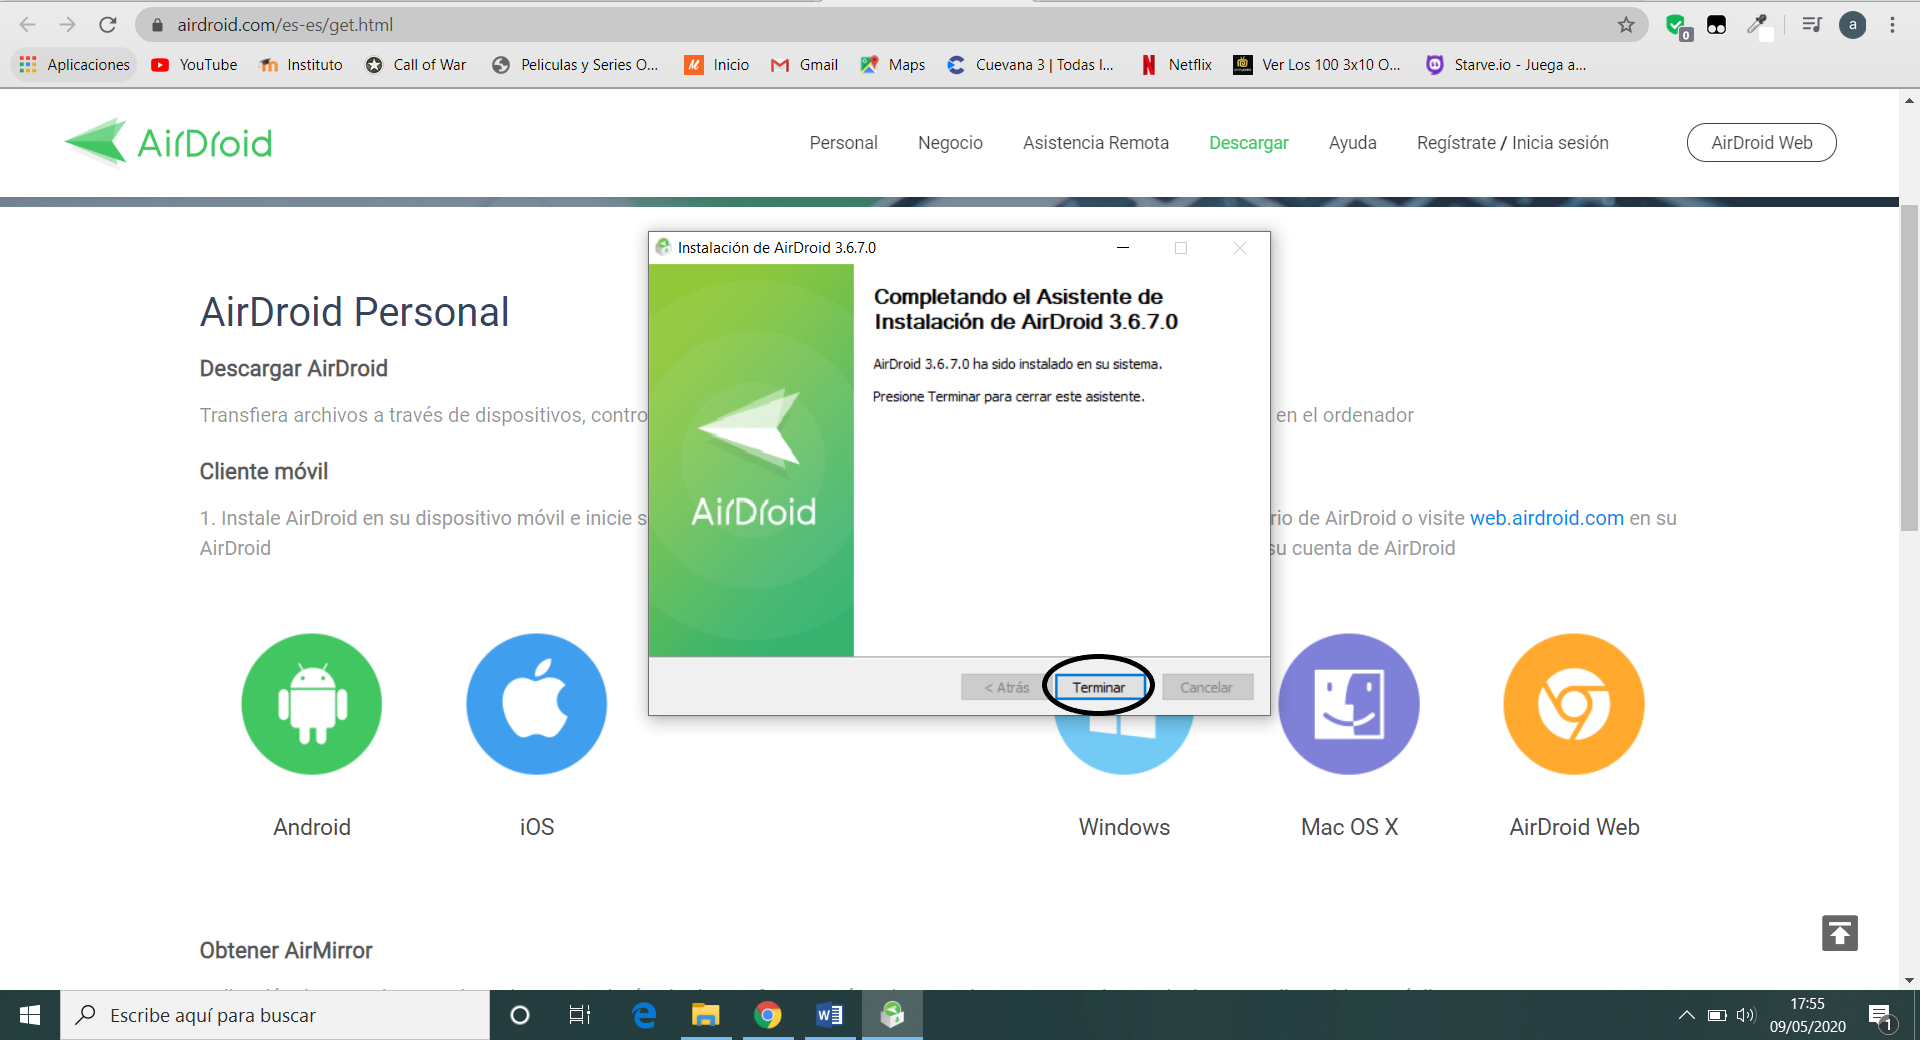 airdroid.com/es-es/get.html
0
a
Aplicaciones
YouTube
Instituto
Call of War
Peliculas y Series O...
Inicio
Gmail
Maps
Cuevana 3 | Todas l...
Netflix
Ver Los 100 3x10 O...
Starve.io - Juega a...
AirDroid
Personal
Negocio
Asistencia Remota
Descargar
Ayuda
Regístrate / Inicia sesión
AirDroid Web
Instalación de AirDroid 3.6.7.0
Completando el Asistente de
Instalación de AirDroid 3.6.7.0
AirDroid 3.6.7.0 ha sido instalado en su sistema.
Presione Terminar para cerrar este asistente.
AirDroid
< Atrás
Terminar
Cancelar
AirDroid Personal
Descargar AirDroid
Transfiera archivos a través de dispositivos, contro
en el ordenador
Cliente móvil
1. Instale AirDroid en su dispositivo móvil e inicie s
AirDroid
rio de AirDroid o visite web.airdroid.com en su
su cuenta de AirDroid
Android
iOS
Windows
Mac OS X
AirDroid Web
Obtener AirMirror
Escribe aquí para buscar
17:55
09/05/2020
1